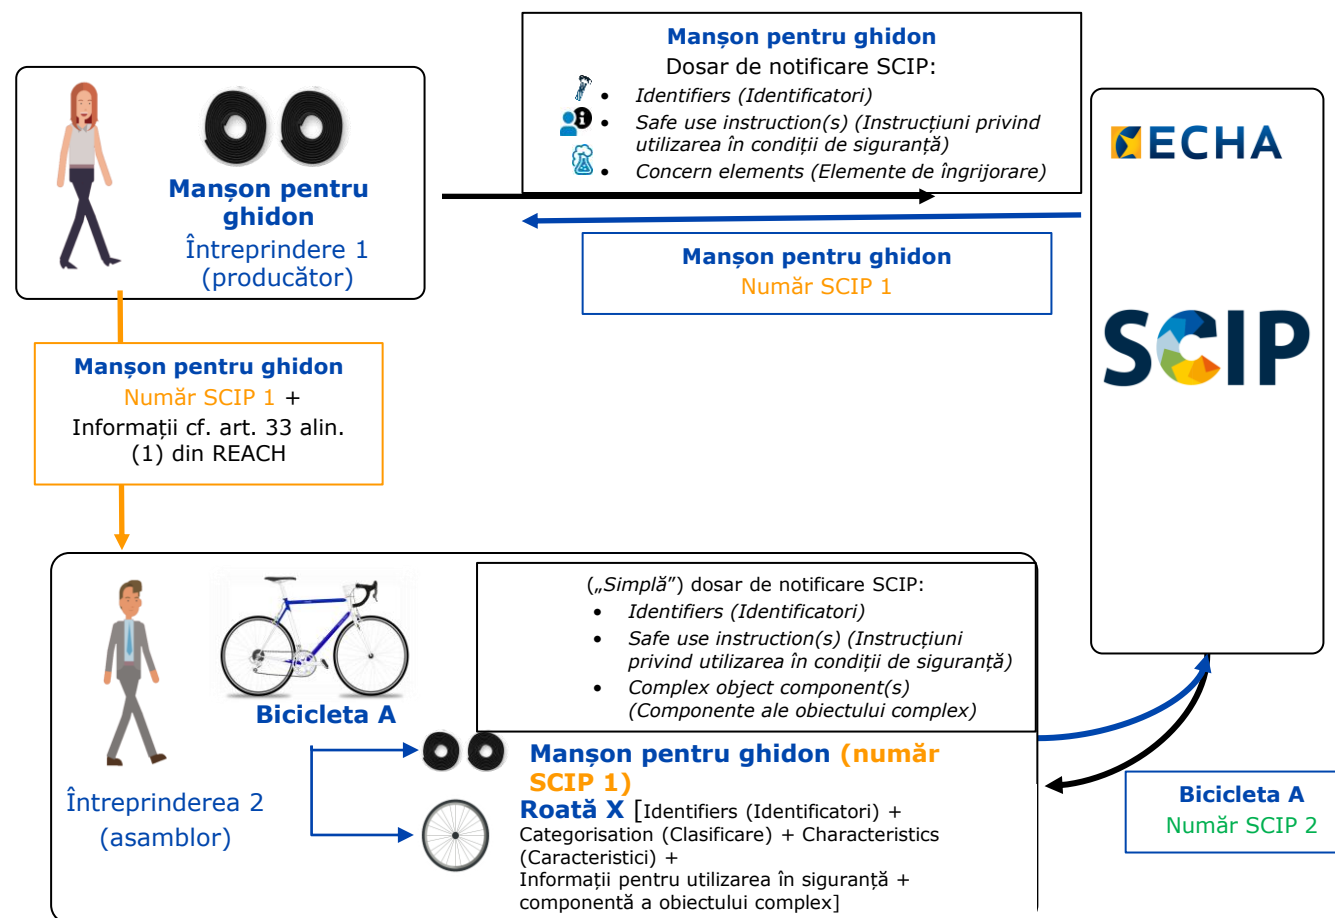 Manșon pentru ghidon
Dosar de notificare SCIP:
• Identifiers (Identificatori)
• Safe use instruction(s) (Instrucțiuni privind
utilizarea în condiții de siguranță)
• Concern elements (Elemente de îngrijorare)
Manșon pentru
ghidon
Întreprindere 1
(producător)
ECHA
SCIP
Manșon pentru ghidon
Număr SCIP 1
Manșon pentru ghidon
Număr SCIP 1 +
Informații cf. art. 33 alin.
(1) din REACH
Întreprinderea 2
(asamblor)
Bicicleta A
(„Simplă”) dosar de notificare SCIP:
• Identifiers (Identificatori)
• Safe use instruction(s) (Instrucțiuni
privind utilizarea în condiții de siguranță)
• Complex object component(s)
(Componente ale obiectului complex)
Manșon pentru ghidon (număr
SCIP 1)
Roată X [Identifiers (Identificatori) +
Categorisation (Clasificare) + Characteristics
(Caracteristici) +
Informații pentru utilizarea în siguranță +
componentă a obiectului complex]
Bicicleta A
Număr SCIP 2